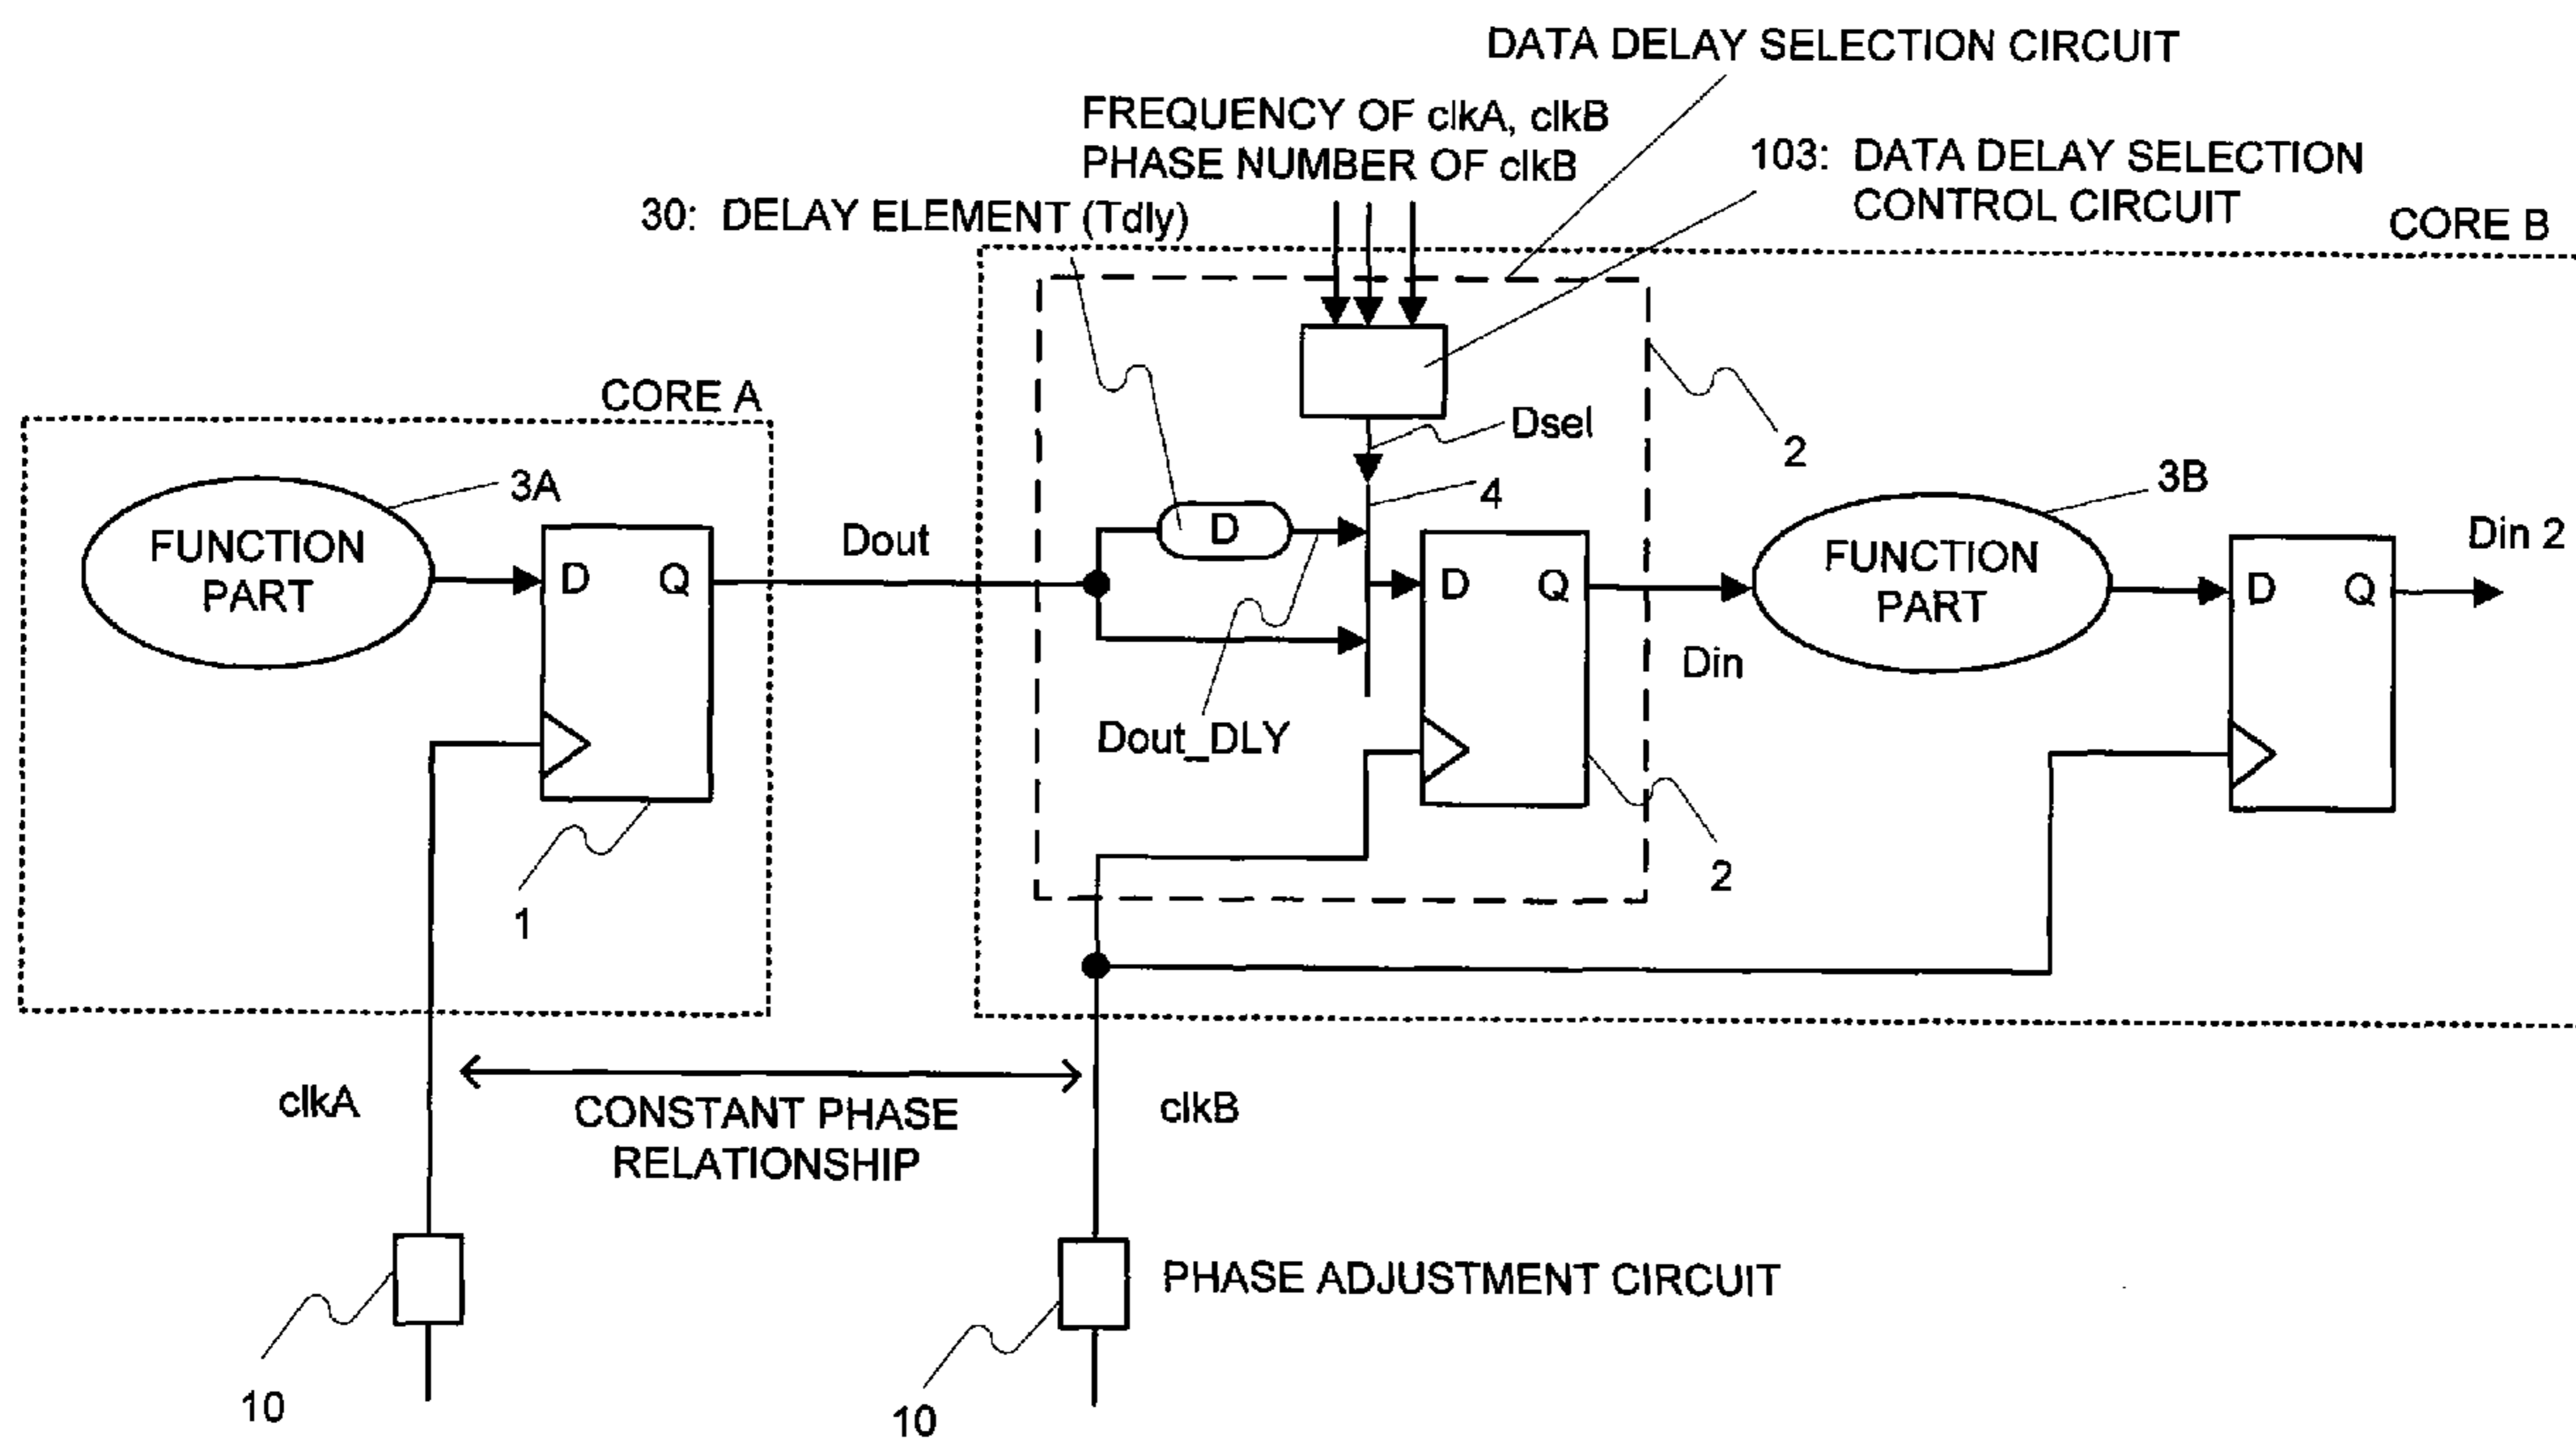 DATA DELAY SELECTION CIRCUIT
FREQUENCY OF clkA, clkB
PHASE NUMBER OF clkB
103: DATA DELAY SELECTION
CONTROL CIRCUIT
30: DELAY ELEMENT (Tdly)
CORE B
CORE A
Dsel
2
3A
4
3B
FUNCTION
PART
D
Q
Dout
D
D
Q
Din
FUNCTION
PART
D
Q
Din 2
Dout_DLY
1
2
clkA
CONSTANT PHASE
RELATIONSHIP
clkB
PHASE ADJUSTMENT CIRCUIT
10
10